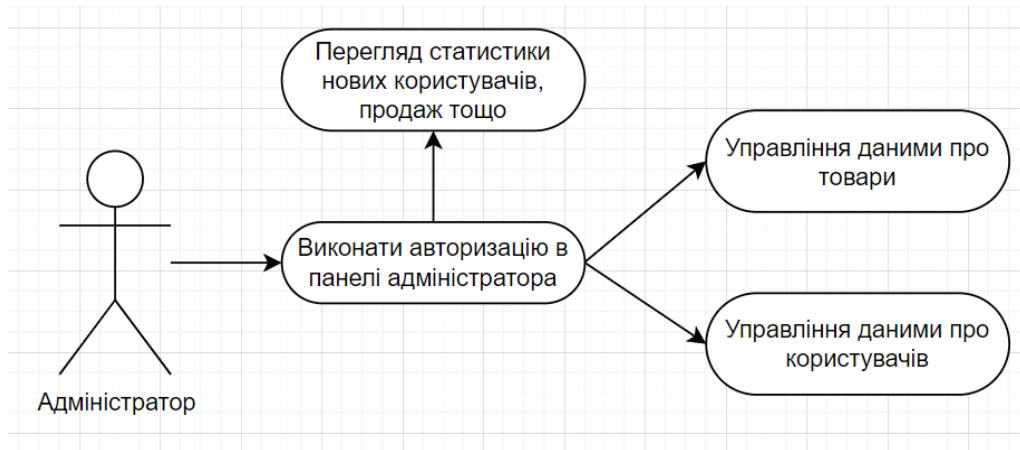 Перегляд статистики
нових користувачів,
продаж тощо
Управління даними про
товари
Виконати авторизацію в
панелі адміністратора
Управління даними про
користувачів
Адміністратор